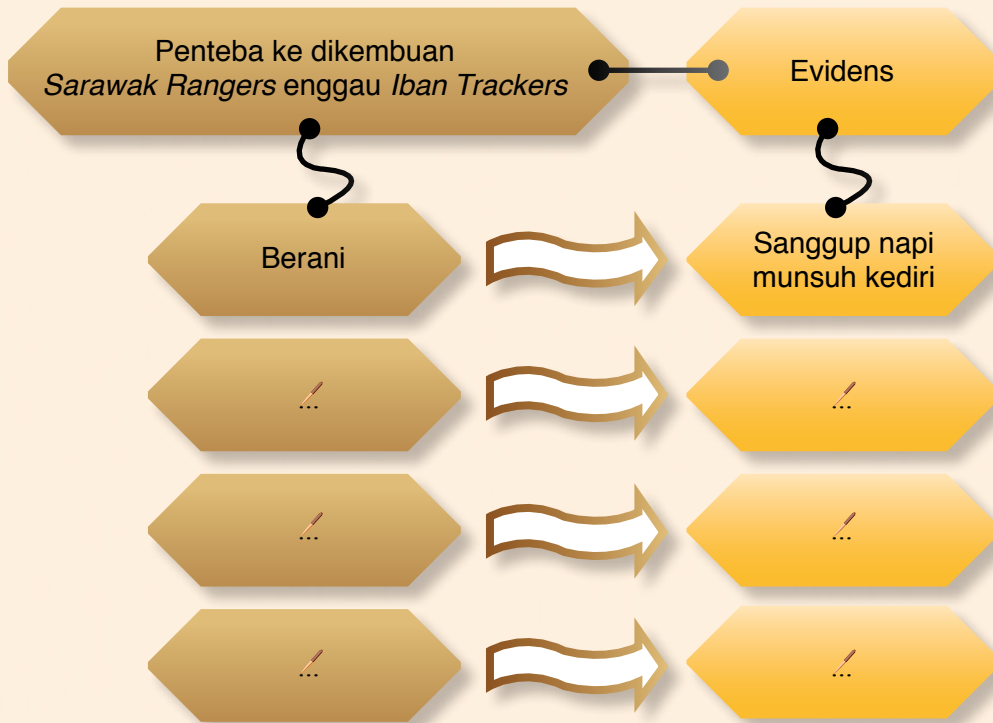 Penteba ke dikembuan
Sarawak Rangers enggau Iban Trackers
Evidens
Berani
Sanggup napi
munsuh kediri
...
...
...
...
...
...